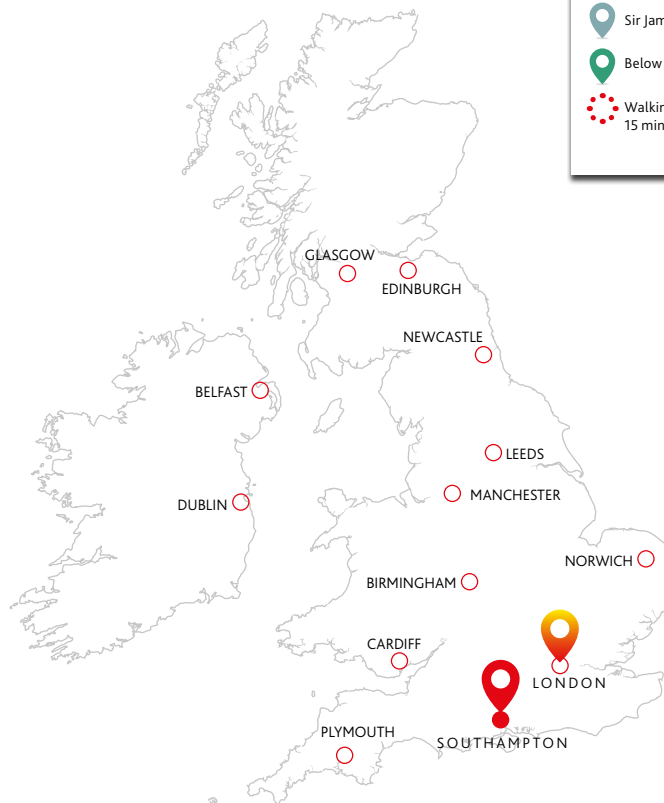 Sir Jam
Below
Walkin
15 min
GLASGOW
EDINBURGH
NEWCASTLE
BELFAST
LEEDS
MANCHESTER
DUBLIN
NORWICH
BIRMINGHAM
CARDIFF
LONDON
PLYMOUTH
SOUTHAMPTON